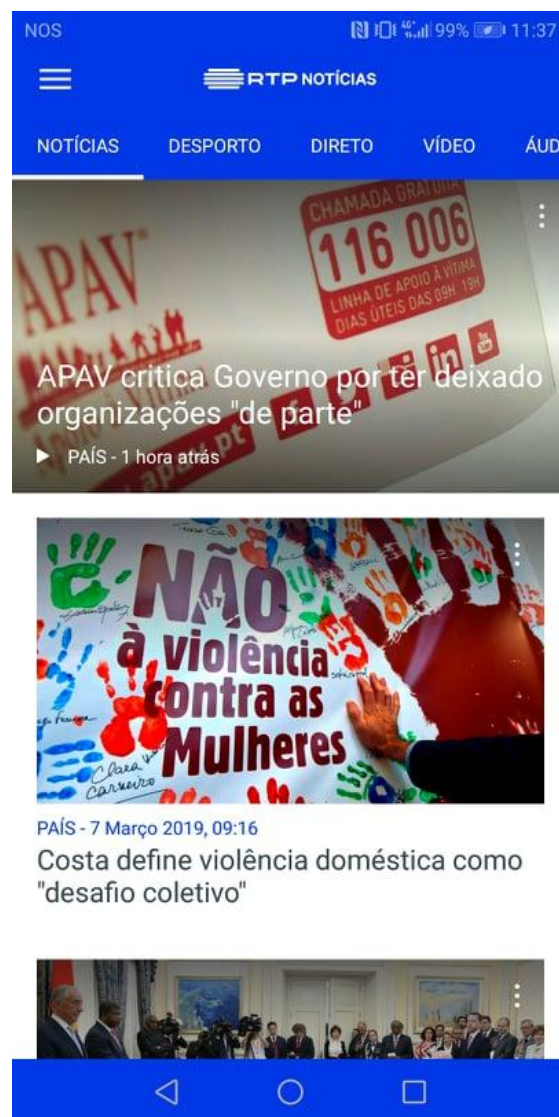 NOS
99% 11:37
RTP NOTÍCIAS
NOTÍCIAS DESPORTO DIRETO VÍDEO ÁUD
APAV
CHAMADA GRATUITA
116 006
LINHA DE APOIO À VÍTIMA
DIAS ÚTEIS DAS 09H - 19H
APAV critica Governo por ter deixado
organizações "de parte"
PAÍS - 1 hora atrás
NÃO
à violência
contra as
Mulheres
Clara
Carneiro
PAÍS - 7 Março 2019, 09:16
Costa define violência doméstica como
"desafio coletivo"